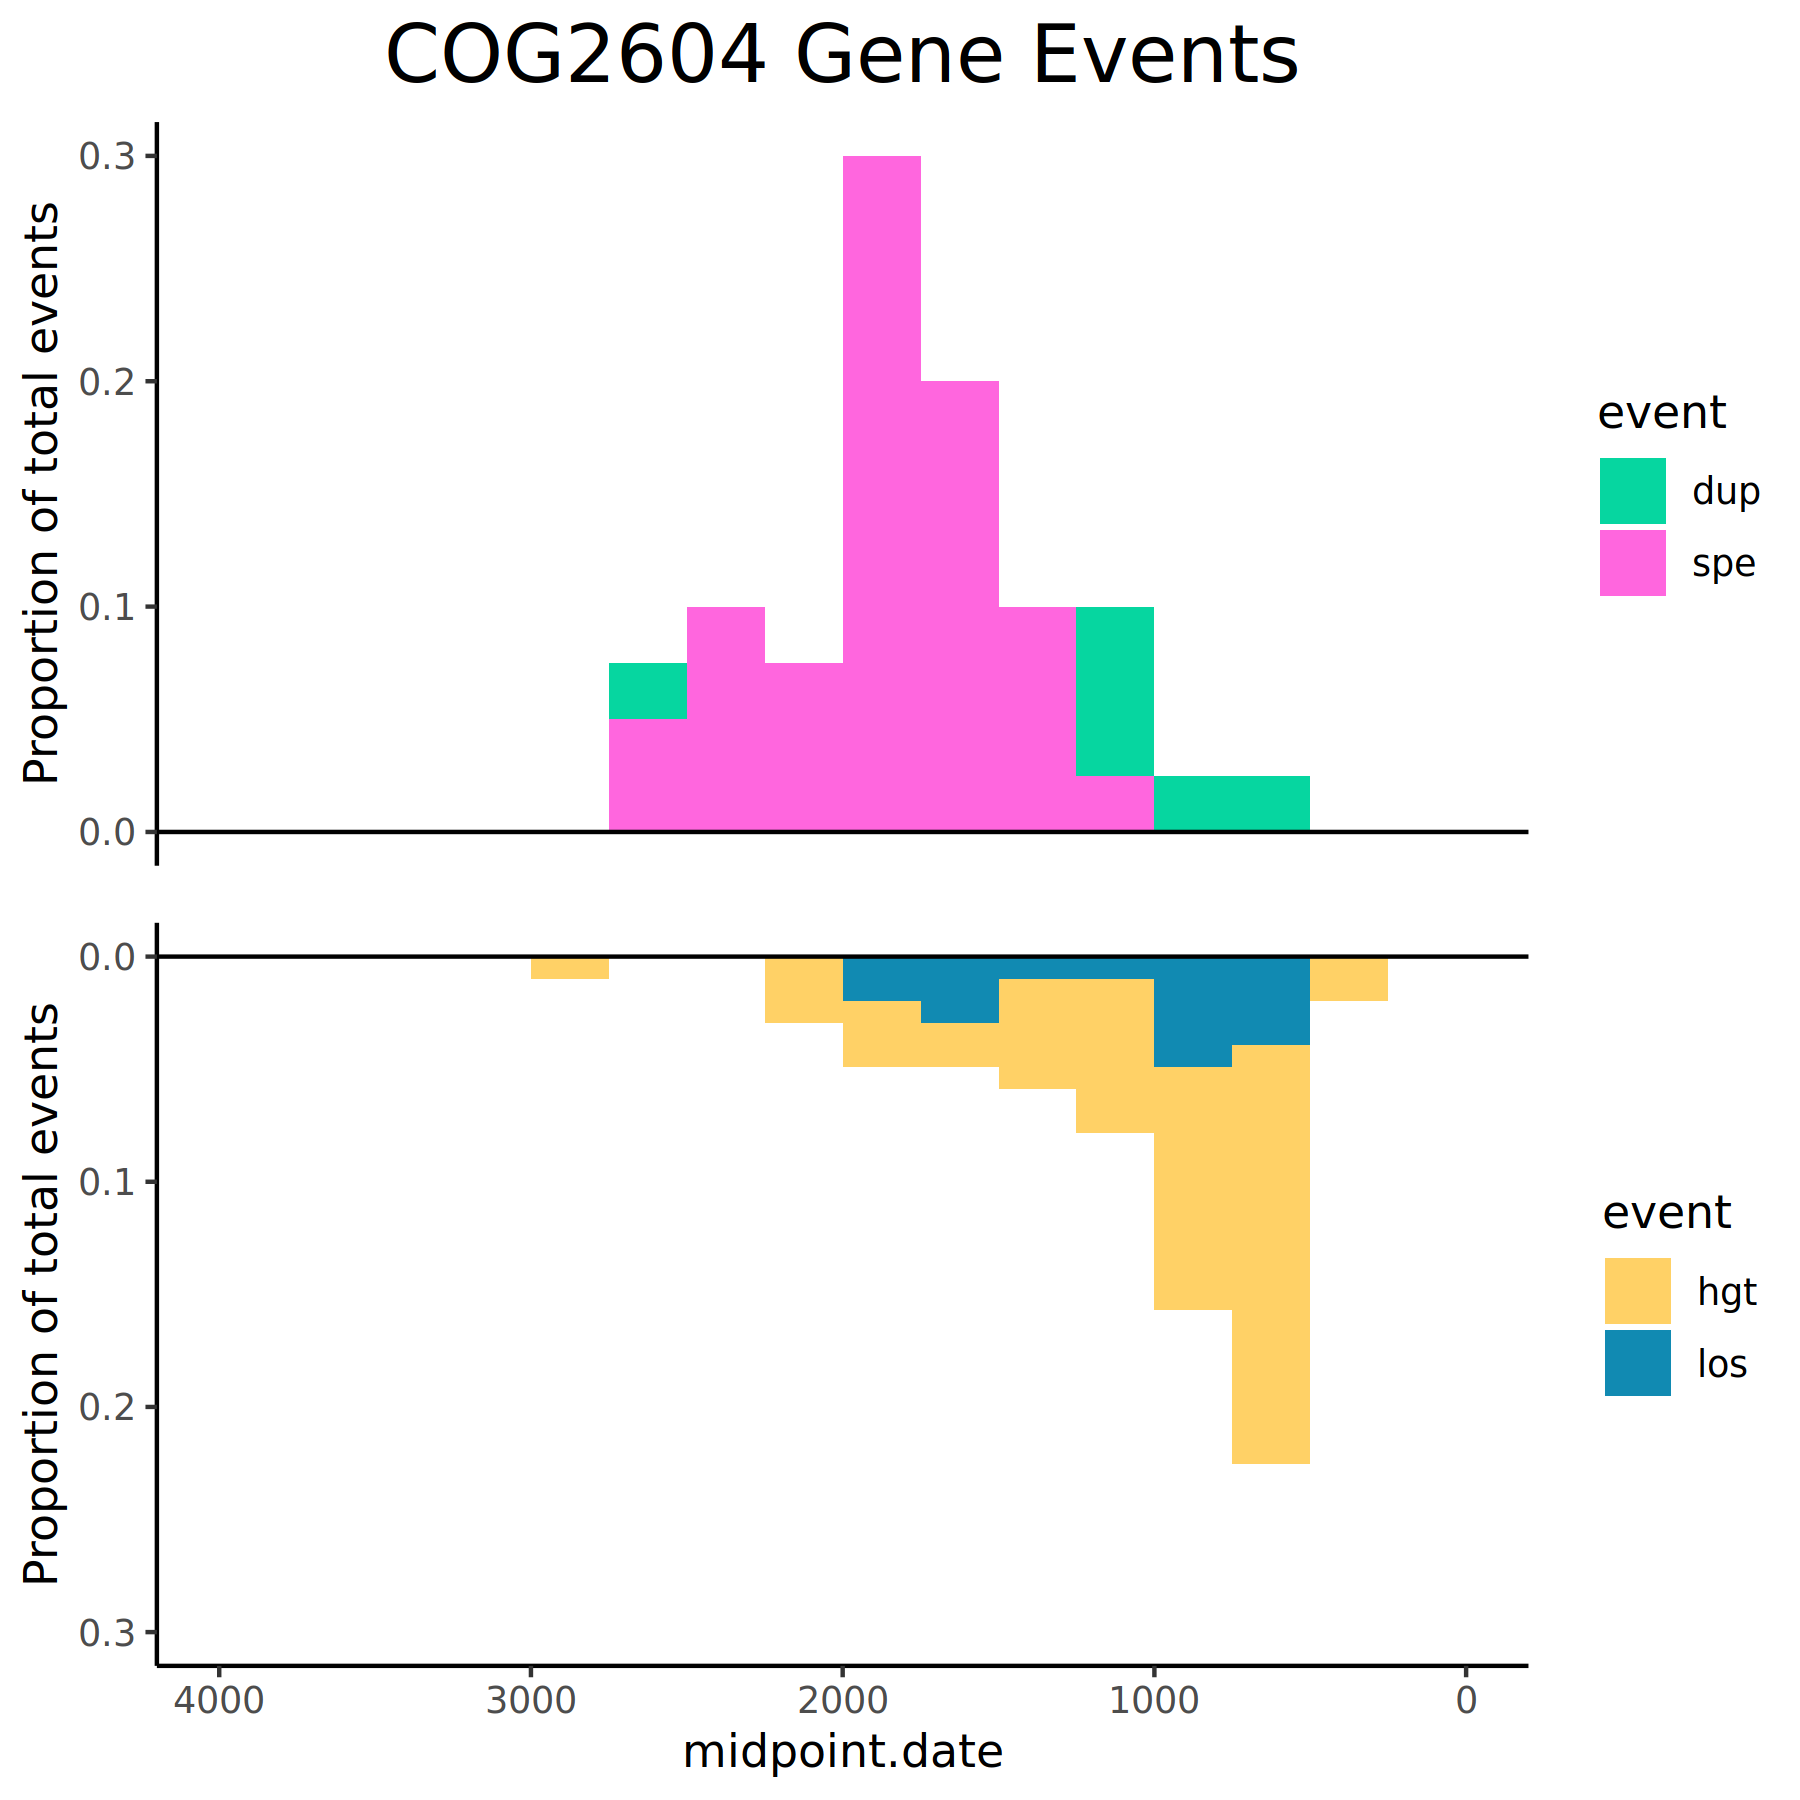 COG2604 Gene Events
Proportion of total events
0.3
0.2
0.1
0.0
event
dup
spe
Proportion of total events
0.0
0.1
0.2
0.3
event
hgt
los
4000 3000 2000 1000 0
midpoint.date